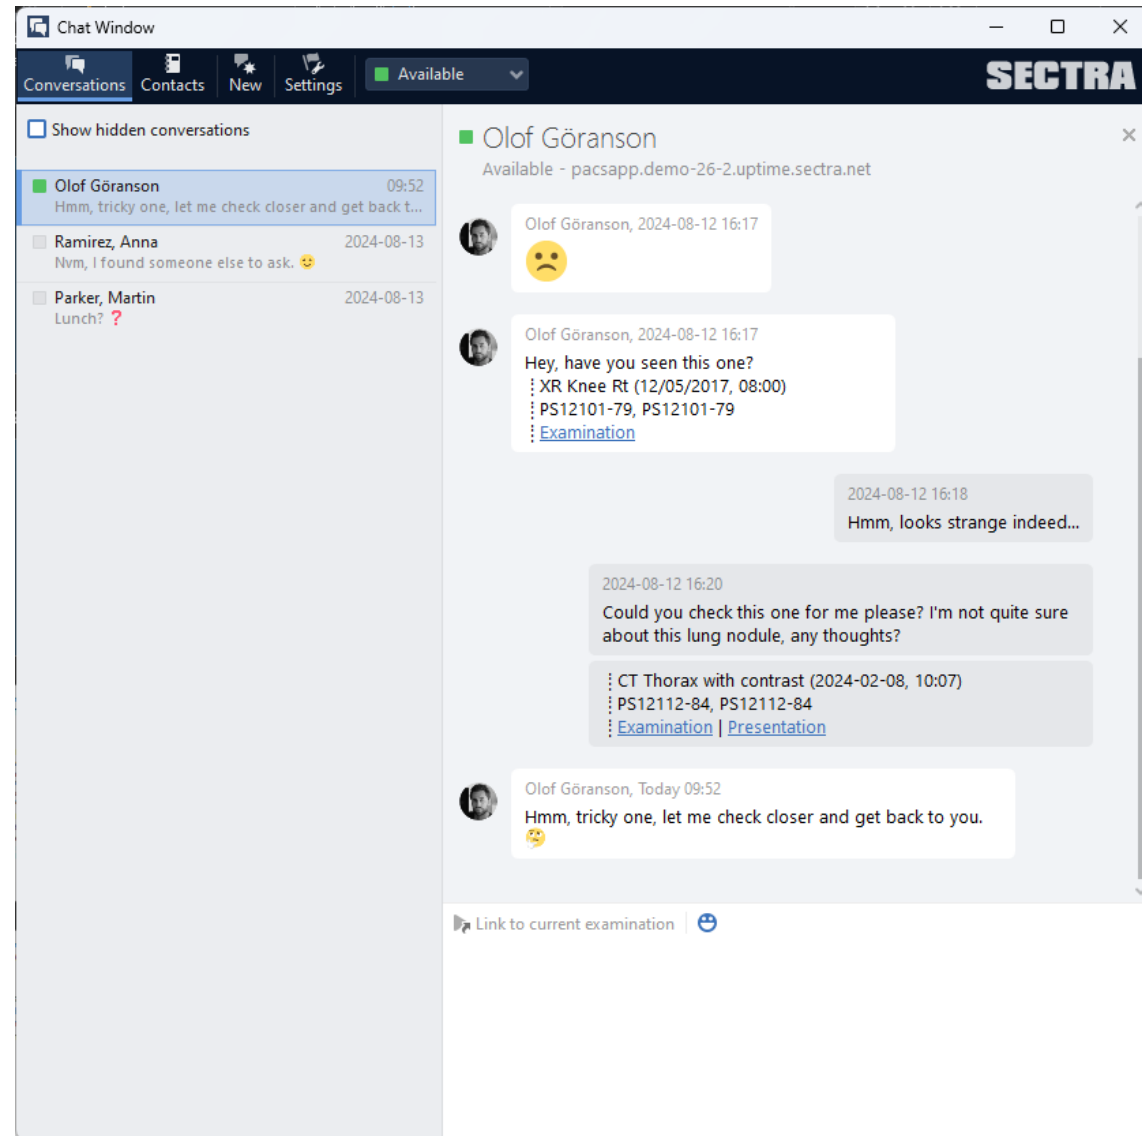 Chat Window
Conversations
Contacts
New
Settings
Available
SECTRA
Show hidden conversations
Olof Göranson 09:52
Hmm, tricky one, let me check closer and get back t...
Ramirez, Anna 2024-08-13
Nvm, I found someone else to ask. 🙂
Parker, Martin 2024-08-13
Lunch? ❓
Olof Göranson
Available - pacsapp.demo-26-2.uptime.sectra.net
Olof Göranson, 2024-08-12 16:17
Olof Göranson, 2024-08-12 16:17
Hey, have you seen this one?
XR Knee Rt (12/05/2017, 08:00)
PS12101-79, PS12101-79
Examination
2024-08-12 16:18
Hmm, looks strange indeed...
2024-08-12 16:20
Could you check this one for me please? I'm not quite sure
about this lung nodule, any thoughts?
CT Thorax with contrast (2024-02-08, 10:07)
PS12112-84, PS12112-84
Examination | Presentation
Olof Göranson, Today 09:52
Hmm, tricky one, let me check closer and get back to you.
🤔
Link to current examination